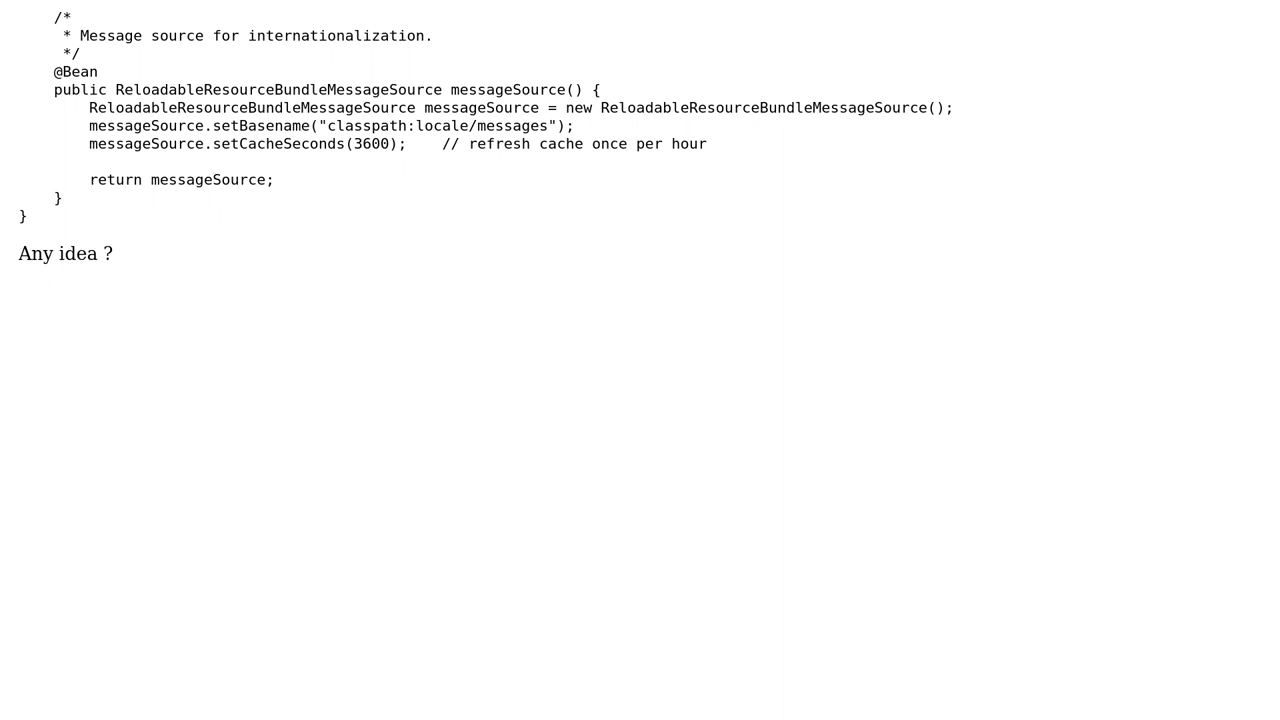 /*
* Message source for internationalization.
*/
@Bean
public ReloadableResourceBundleMessageSource messageSource() {
ReloadableResourceBundleMessageSource messageSource = new ReloadableResourceBundleMessageSource();
messageSource.setBasename("classpath:locale/messages");
messageSource.setCacheSeconds(3600);    // refresh cache once per hour
return messageSource;
}
}
Any idea ?